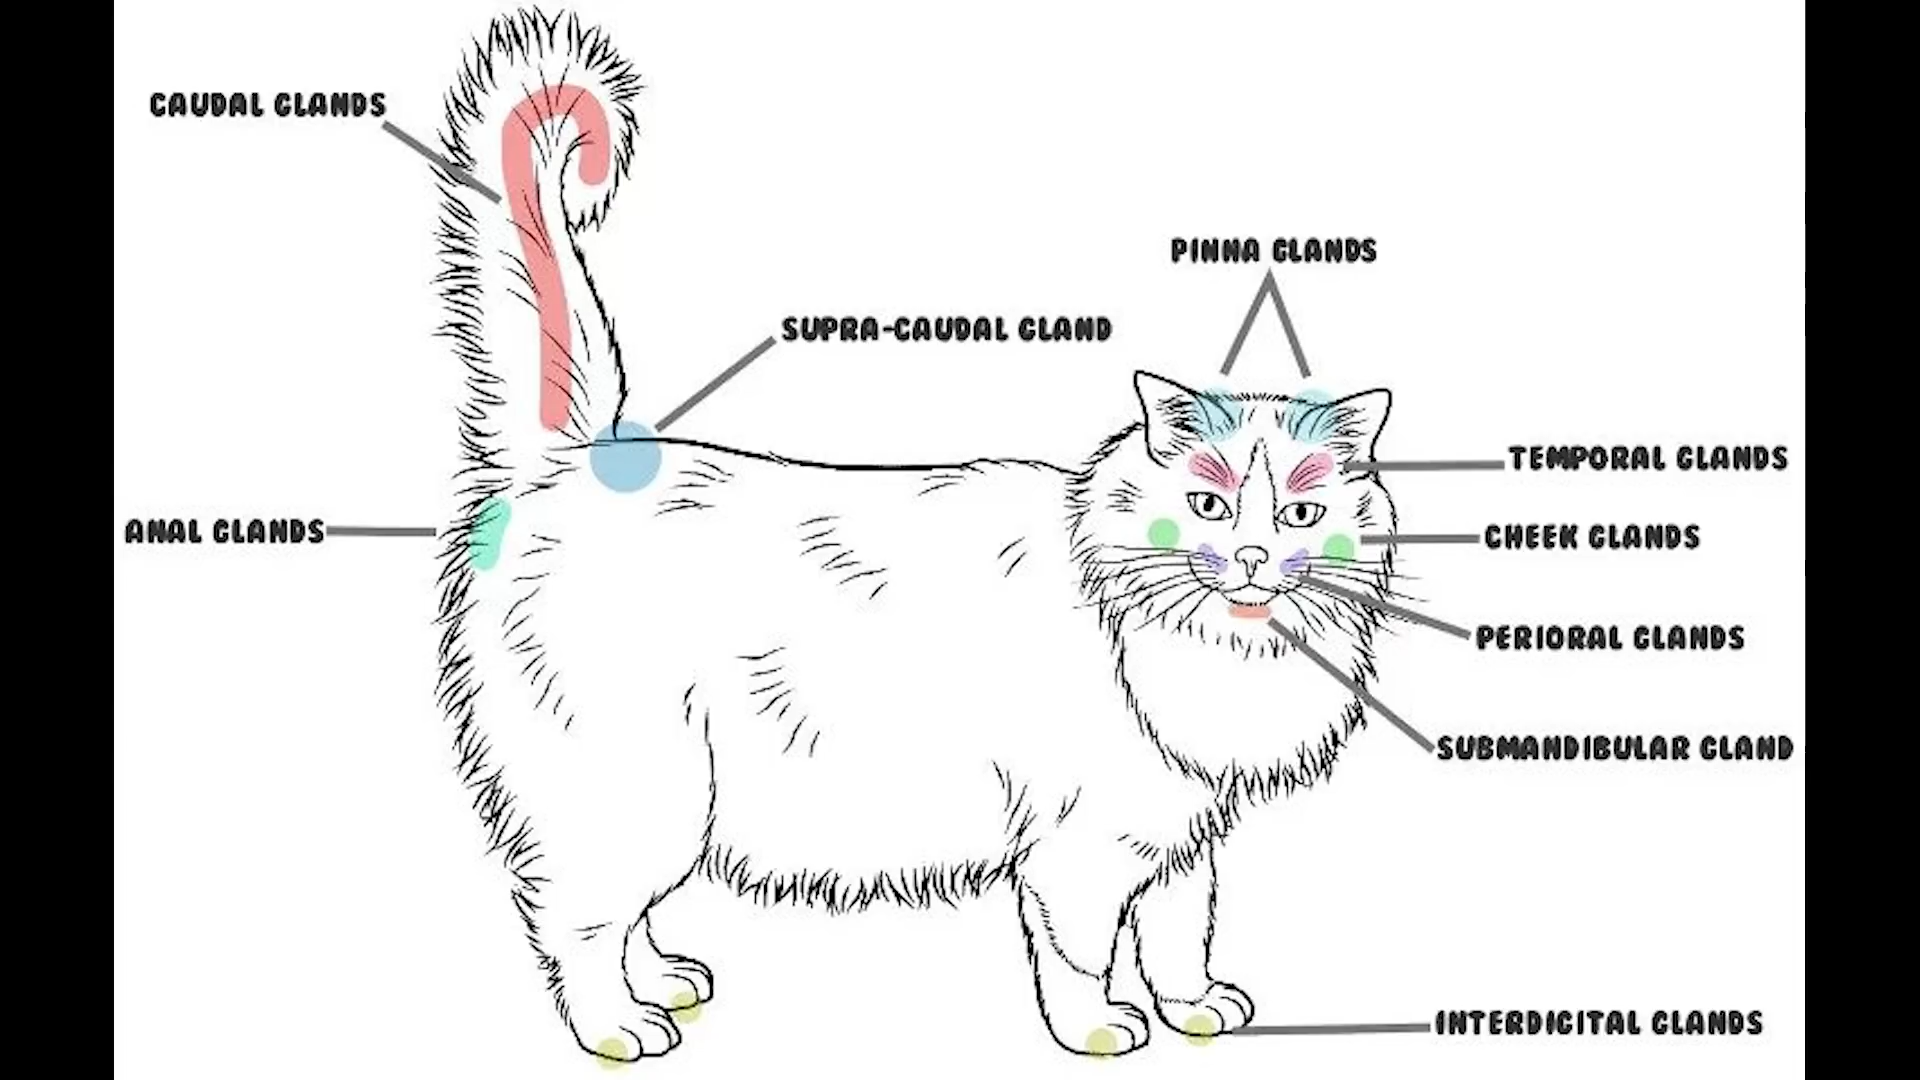 CAUDAL GLANDS
PINNA GLANDS
SUPRA-CAUDAL GLAND
TEMPORAL GLANDS
ANAL GLANDS
CHEEK GLANDS
PERIORAL GLANDS
SUBMANDIBULAR GLAND
INTERDIGITAL GLANDS